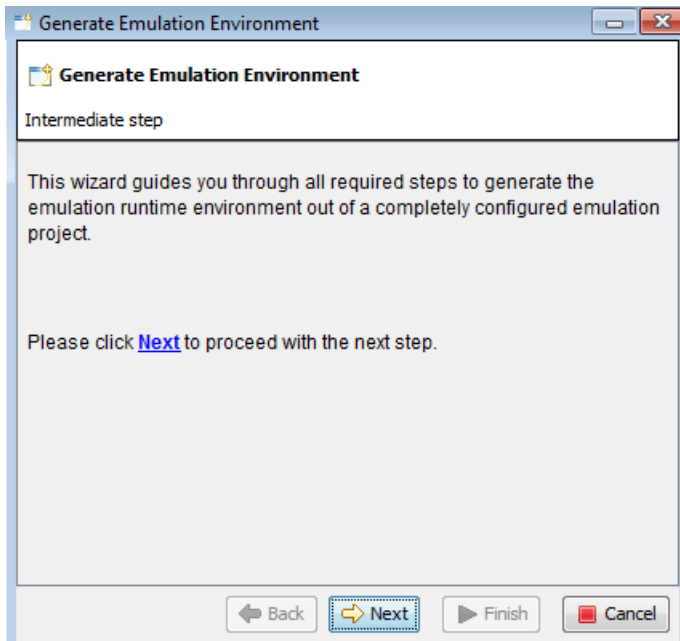 Generate Emulation Environment
Generate Emulation Environment
Intermediate step
This wizard guides you through all required steps to generate the
emulation runtime environment out of a completely configured emulation
project.
Please click Next to proceed with the next step.
Back Next Finish Cancel